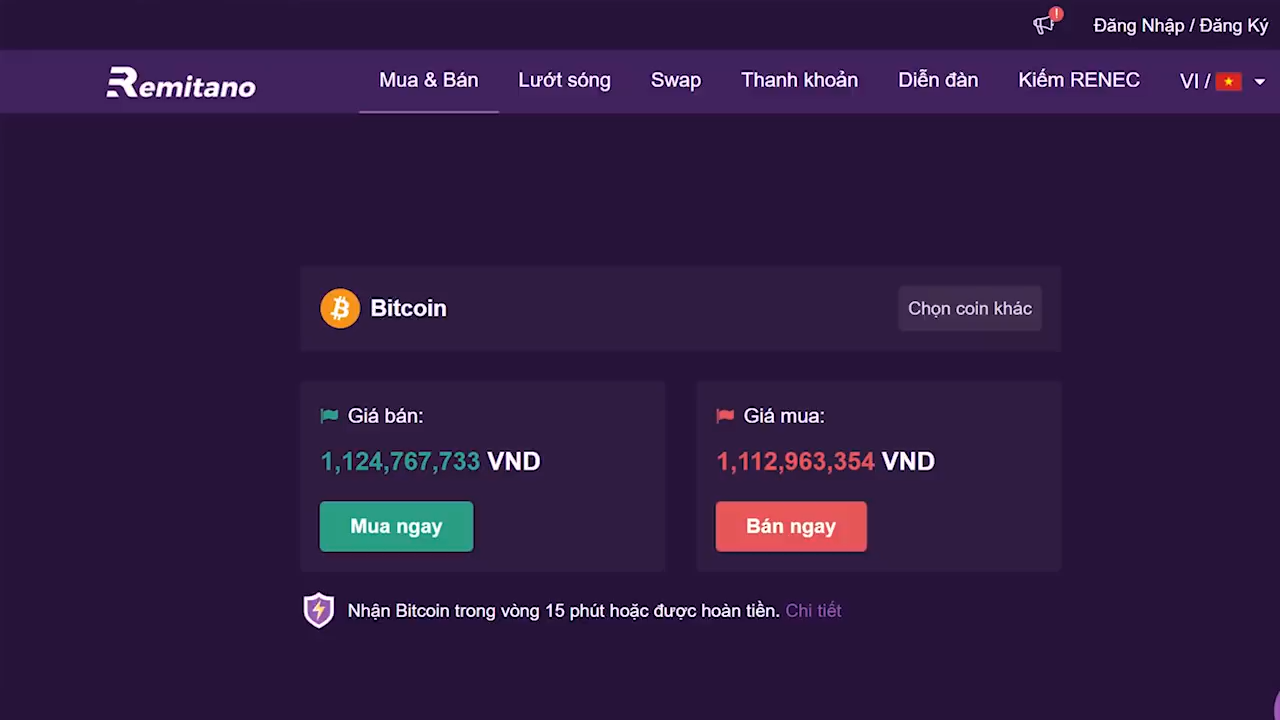 Đăng Nhập / Đăng Ký
Remitano
Mua & Bán
Lướt sóng
Swap
Thanh khoản
Diễn đàn
Kiếm RENEC
VI /
Bitcoin
Chọn coin khác
Giá bán:
1,124,767,733 VND
Mua ngay
Giá mua:
1,112,963,354 VND
Bán ngay
Nhận Bitcoin trong vòng 15 phút hoặc được hoàn tiền. Chi tiết